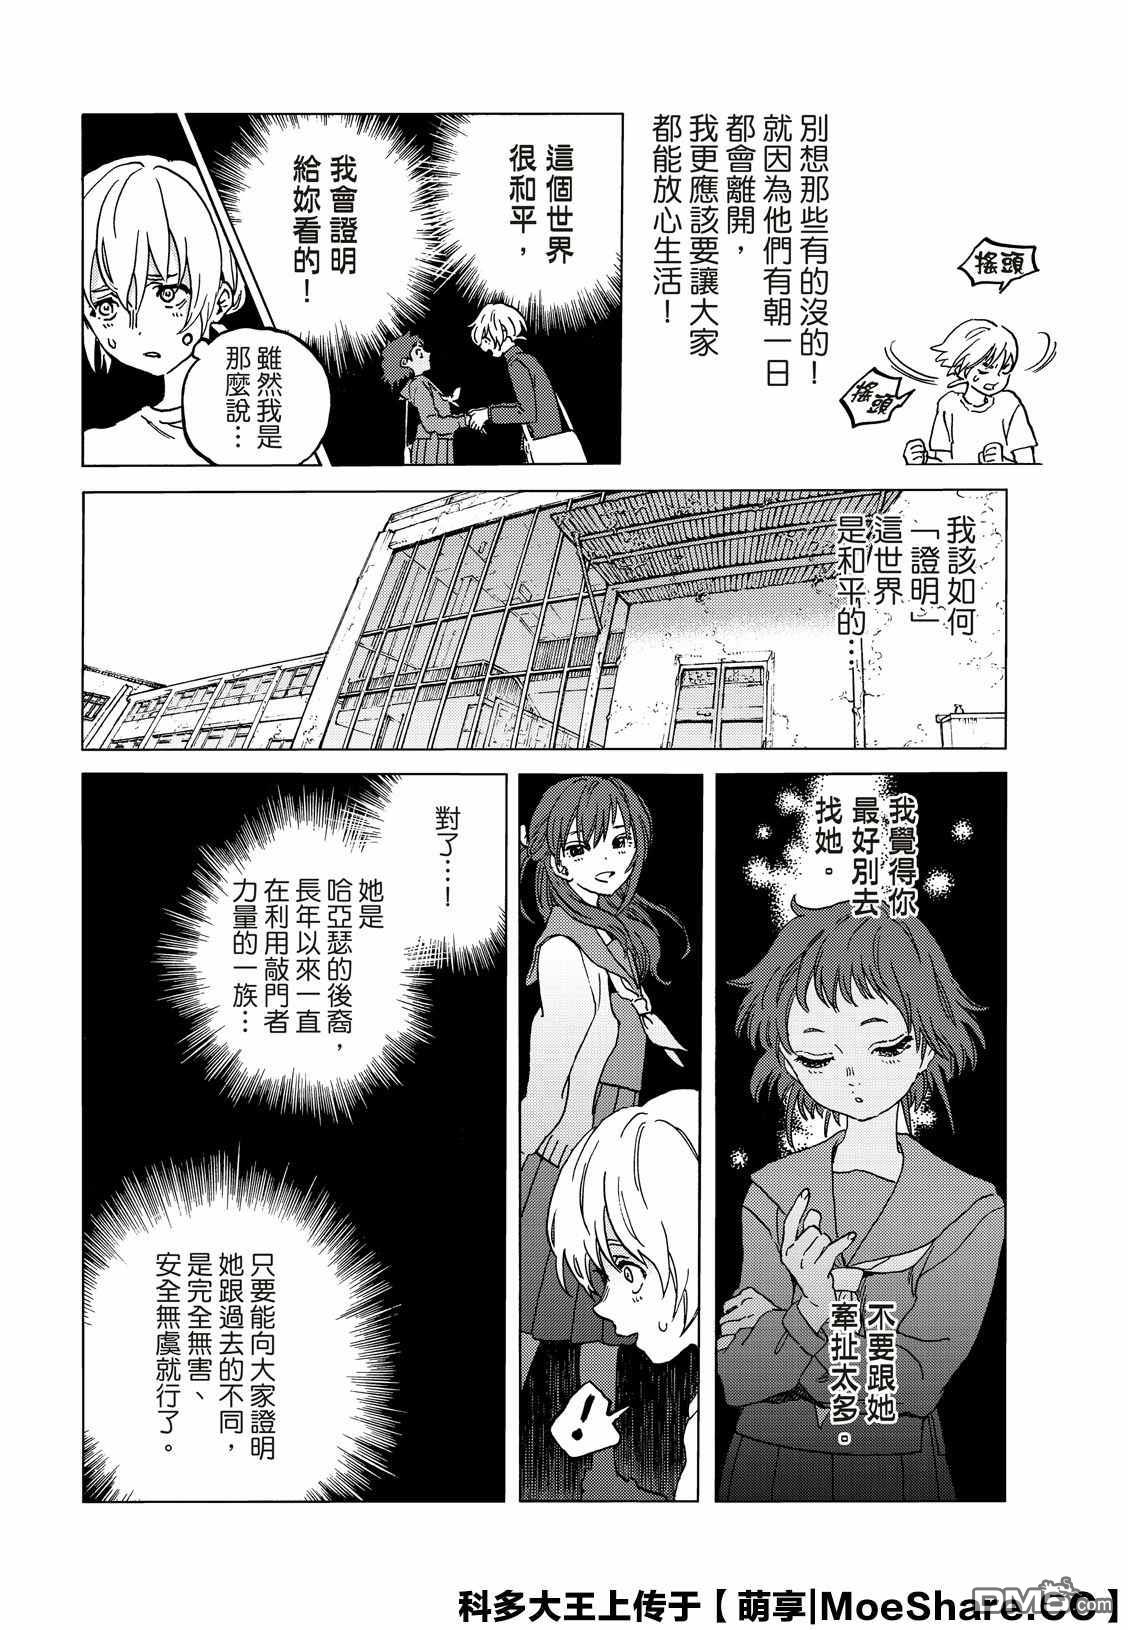 別想那些有的沒的！
就因為他們有朝一日
都會離開，
我更應該要讓大家
都能放心生活！
搖頭
搖頭
這個世界
很和平，
我會證明
給妳看的！
雖然我是
那麼說…
我該如何
「證明」
這世界
是和平的…
我覺得你
最好別去
找她。
不要跟她
牽扯太多。
！
對了…！
她是
哈亞瑟的後裔，
長年以來一直
在利用敲門者
力量的一族…
只要能向大家證明
她跟過去的不同，
是完全無害、
安全無虞就行了。
科多大王上传于【萌享|MoeShare.CC】